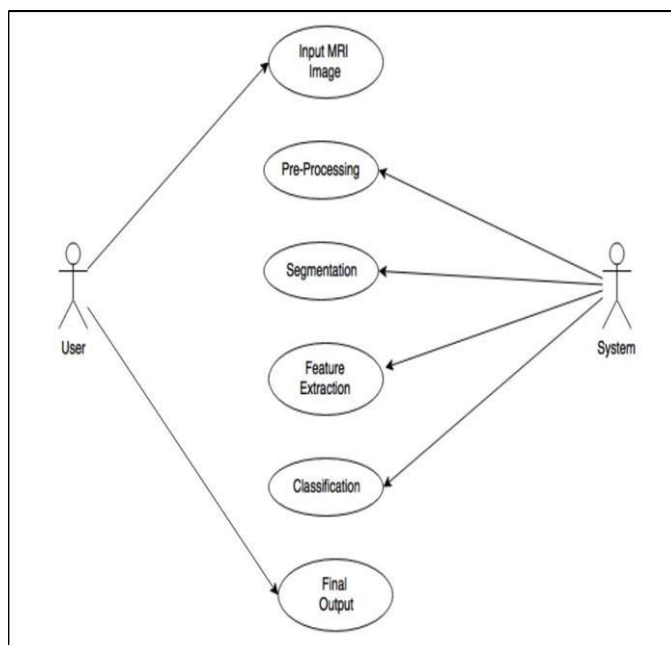 Input MRI
Image
Pre-Processing
Segmentation
User
System
Feature
Extraction
Classification
Final
Output